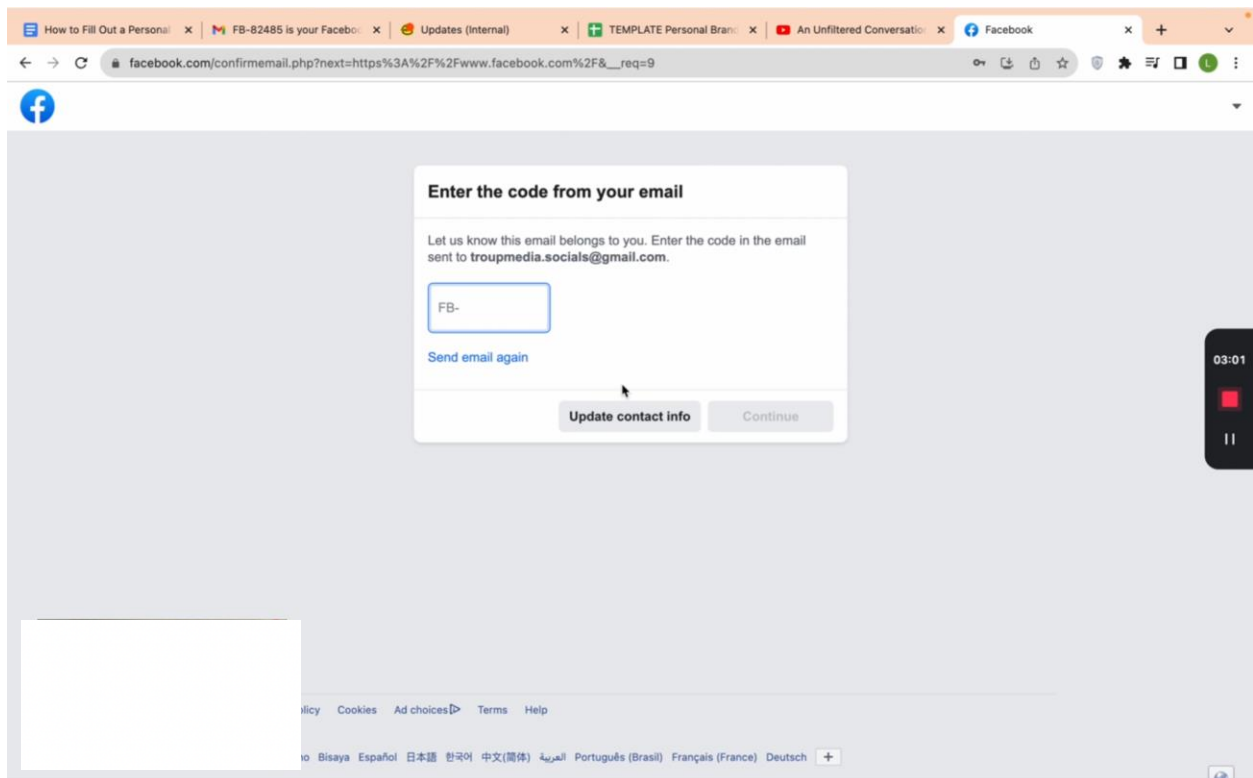 How to Fill Out a Personal
FB-82485 is your Faceboo
Updates (Internal)
TEMPLATE Personal Bran
An Unfiltered Conversatio
Facebook
facebook.com/confirmemail.php?next=https%3A%2F%2Fwww.facebook.com%2F&__req=9
L
Enter the code from your email
Let us know this email belongs to you. Enter the code in the email
sent to troupmedia.socials@gmail.com.
FB-
Send email again
Update contact info Continue
03:01
olicy Cookies Ad choices Terms Help
no Bisaya Español 日本語 한국어 中文(简体) العربية Português (Brasil) Français (France) Deutsch +